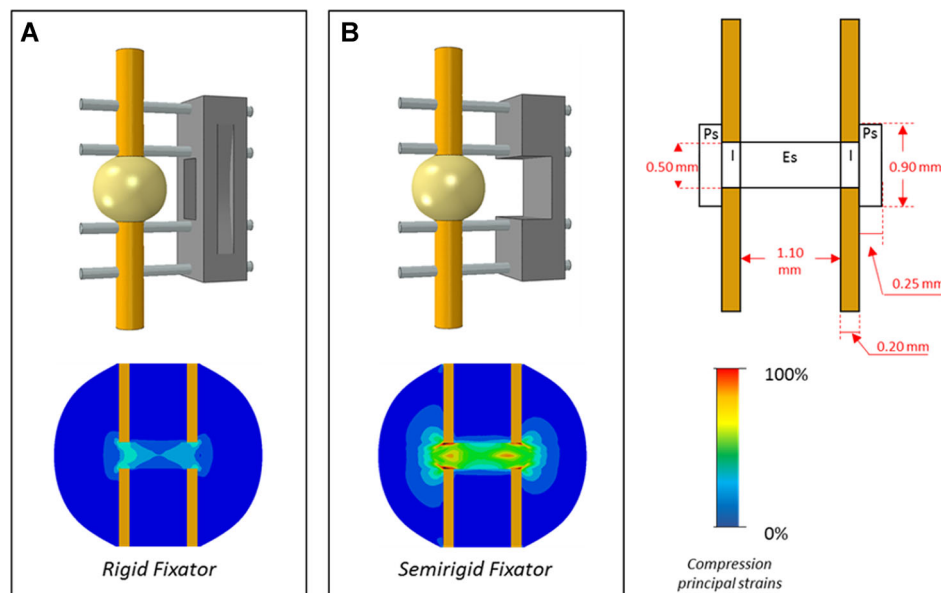 A
B
Rigid Fixator
Semirigid Fixator
Ps
Ps
I
Es
I
0.50 mm
0.90 mm
1.10
mm
0.25 mm
0.20 mm
100%
0%
Compression
principal strains